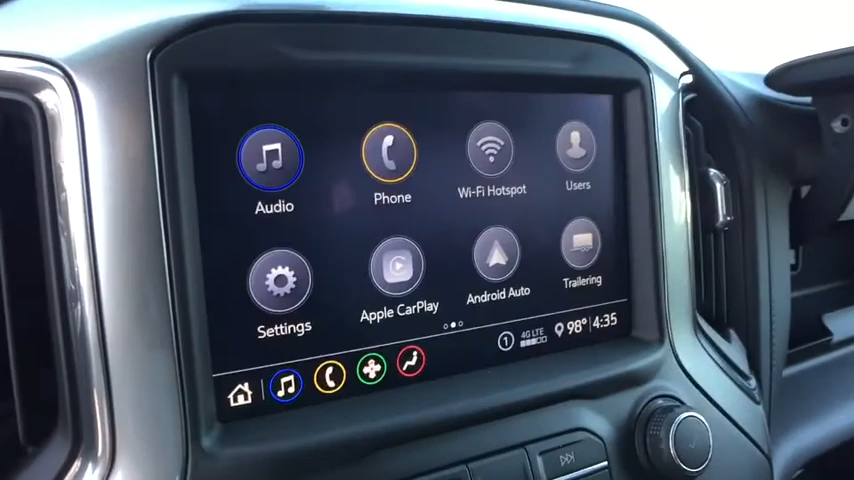 Audio
Phone
Wi-Fi Hotspot
Users
Settings
Apple CarPlay
Android Auto
Trailering
1
4G LTE
98°
4:35